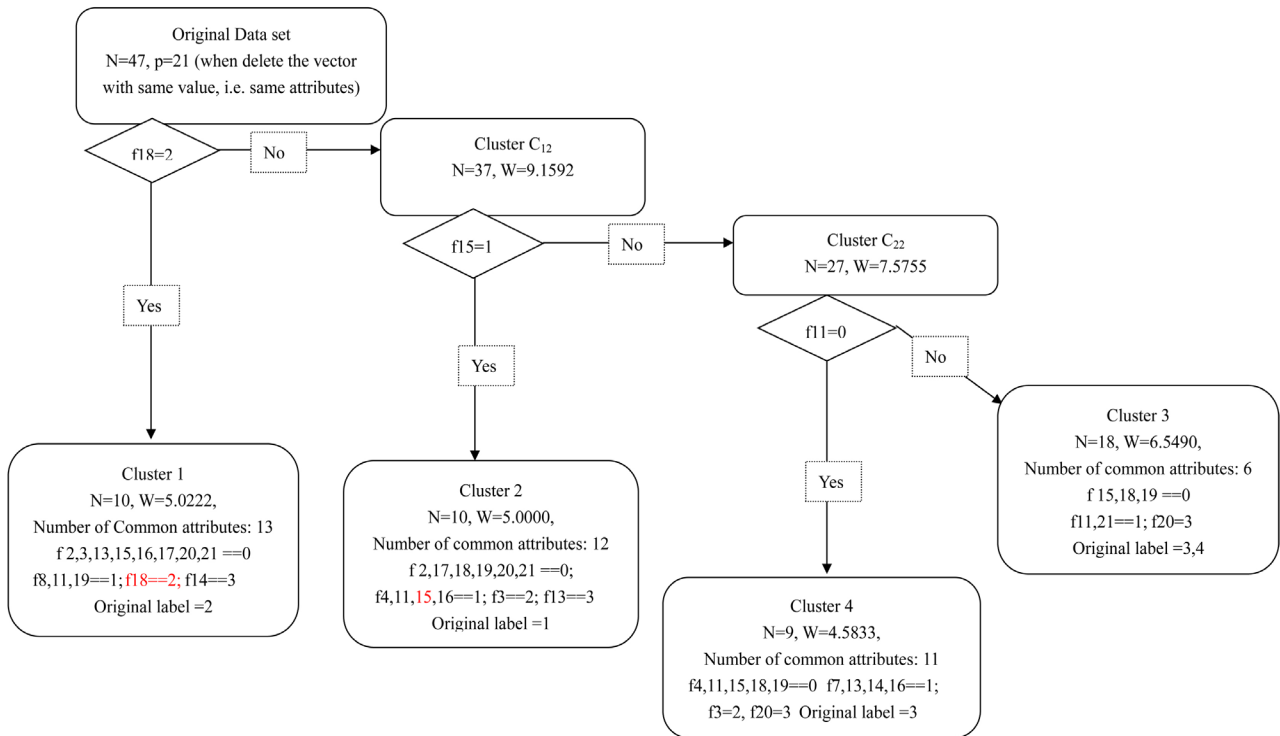 Original Data set
N=47, p=21 (when delete the vector
with same value, i.e. same attributes)
f18=2
No
Cluster C12
N=37, W=9.1592
f15=1
No
Cluster C22
N=27, W=7.5755
f11=0
No
Yes
Yes
Yes
Cluster 1
N=10, W=5.0222,
Number of Common attributes: 13
f 2,3,13,15,16,17,20,21 ==0
f8,11,19==1; f18==2; f14==3
Original label =2
Cluster 2
N=10, W=5.0000,
Number of common attributes: 12
f 2,17,18,19,20,21 ==0;
f4,11,15,16==1; f3==2; f13==3
Original label =1
Cluster 3
N=18, W=6.5490,
Number of common attributes: 6
f 15,18,19 ==0
f11,21==1; f20=3
Original label =3,4
Cluster 4
N=9, W=4.5833,
Number of common attributes: 11
f4,11,15,18,19==0 f7,13,14,16==1;
f3=2, f20=3 Original label =3